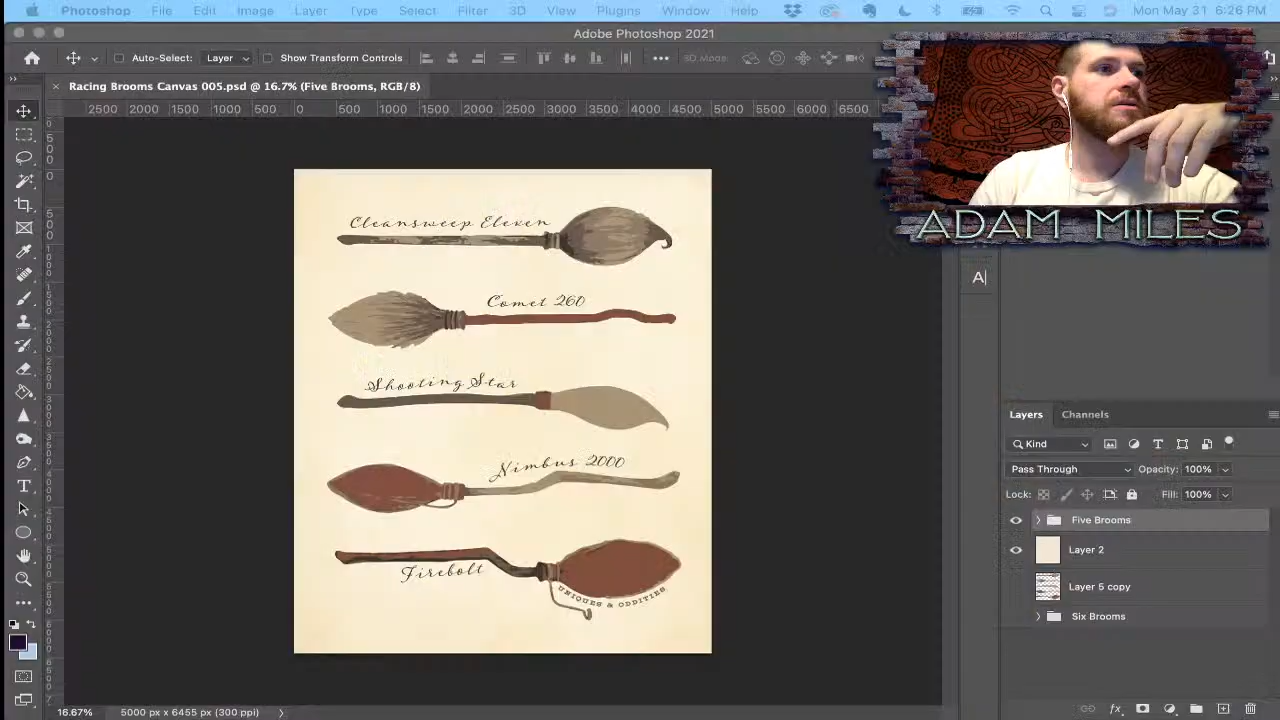 Photoshop File Edit Image Layer Type Select Filter 3D View Plugins Window Help Mon May 31 6:26 PM
Adobe Photoshop 2021
Auto-Select: Layer Show Transform Controls 3D Mode:
Racing Brooms Canvas 005.psd @ 16.7% (Five Brooms, RGB/8)
2500 2000 1500 1000 500 0 500 1000 1500 2000 2500 3000 3500 4000 4500 5000 5500 6000 6500
ADAM MILES
Cleansweep Eleven
Comet 260
Shooting Star
Nimbus 2000
Firebolt
UNIQUES & ODDITIES
A|
Layers Channels
Kind
Pass Through Opacity: 100%
Lock: Fill: 100%
Five Brooms
Layer 2
Layer 5 copy
Six Brooms
16.67% 5000 px x 6455 px (300 ppi)
fx